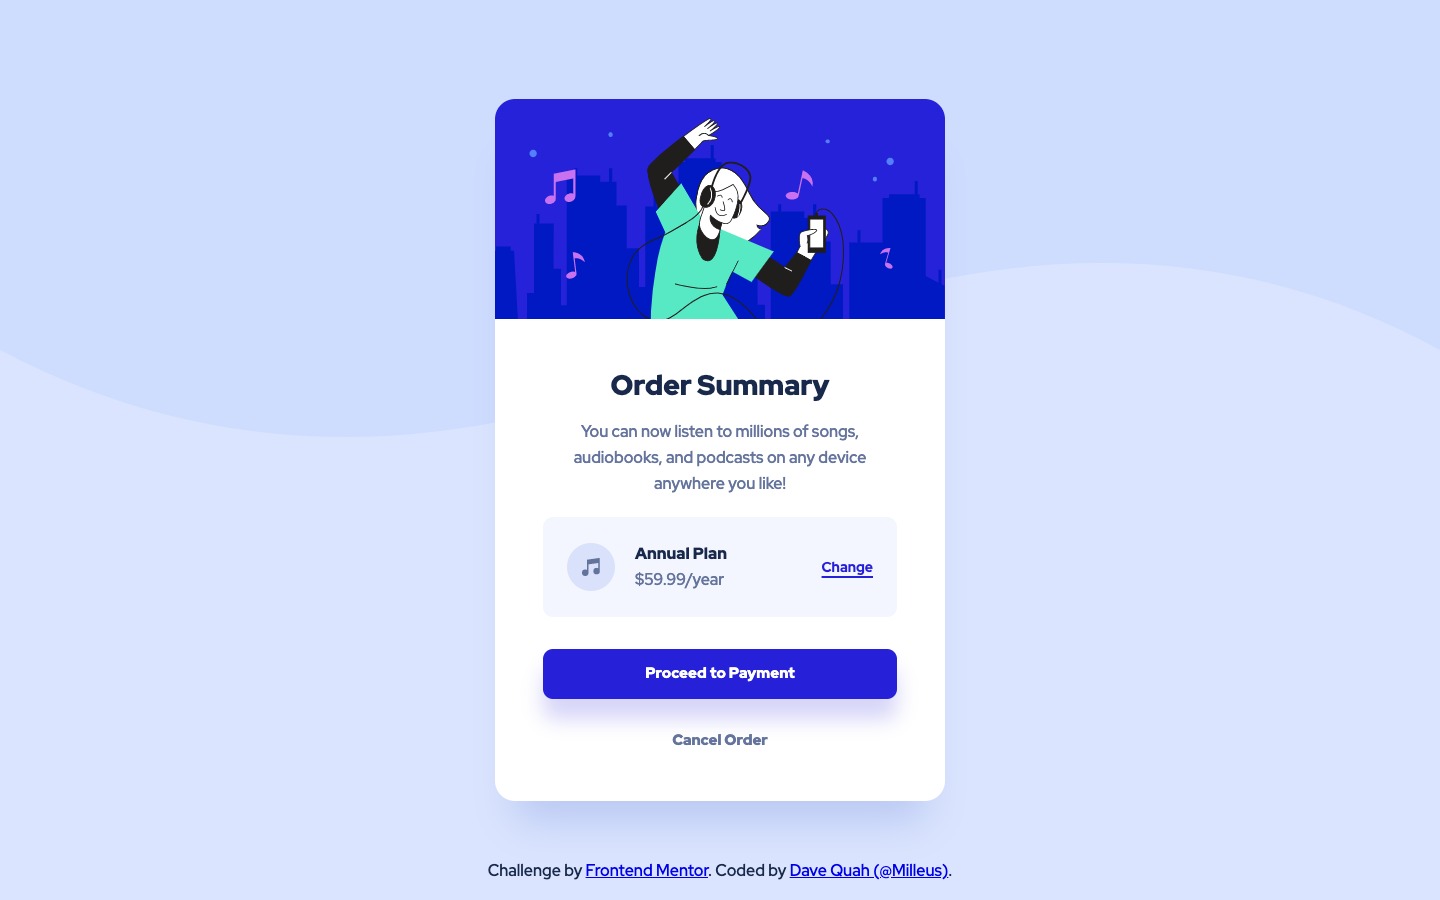 Order Summary
You can now listen to millions of songs,
audiobooks, and podcasts on any device
anywhere you like!
Annual Plan
$59.99/year
Change
Proceed to Payment
Cancel Order
Challenge by Frontend Mentor. Coded by Dave Quah (@Milleus).